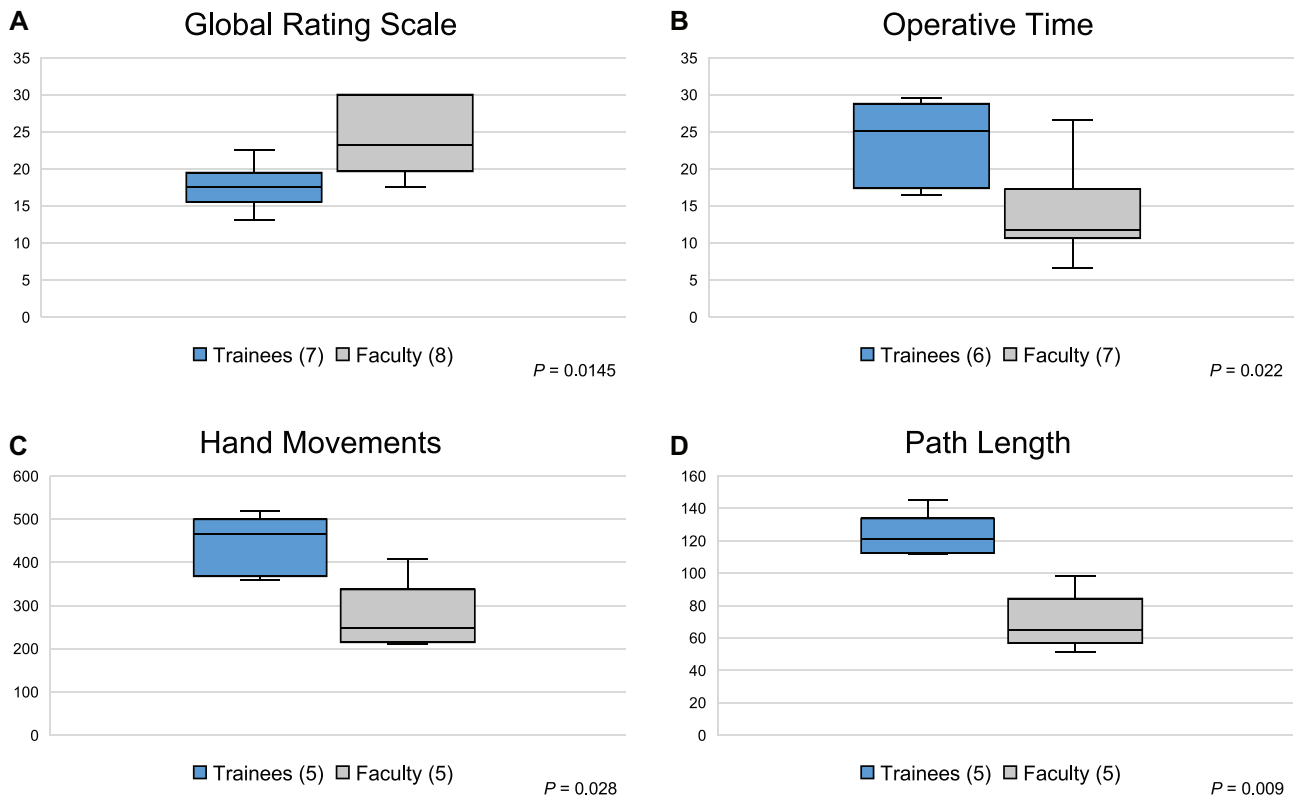 A
Global Rating Scale
35
30
25
20
15
10
5
0
Trainees (7) Faculty (8)
P = 0.0145
B
Operative Time
35
30
25
20
15
10
5
0
Trainees (6) Faculty (7)
P = 0.022
C
Hand Movements
600
500
400
300
200
100
0
Trainees (5) Faculty (5)
P = 0.028
D
Path Length
160
140
120
100
80
60
40
20
0
Trainees (5) Faculty (5)
P = 0.009